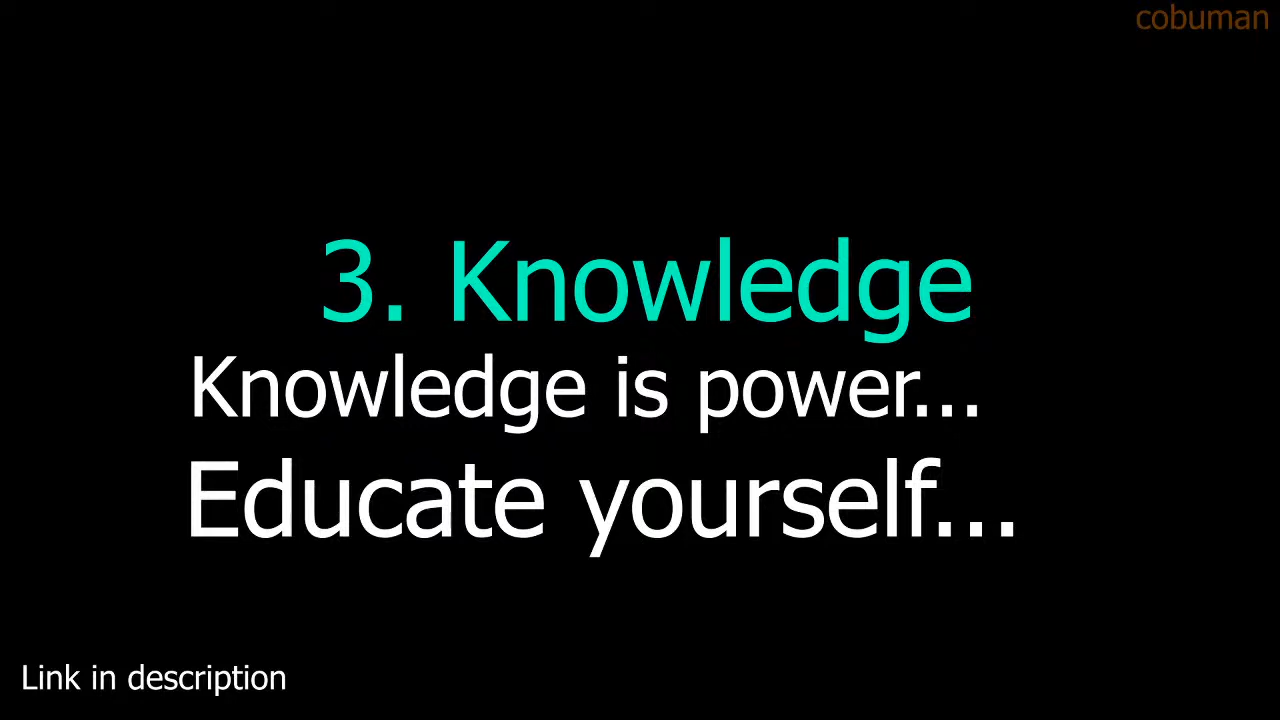 cobuman
3. Knowledge
Knowledge is power...
Educate yourself...
Link in description